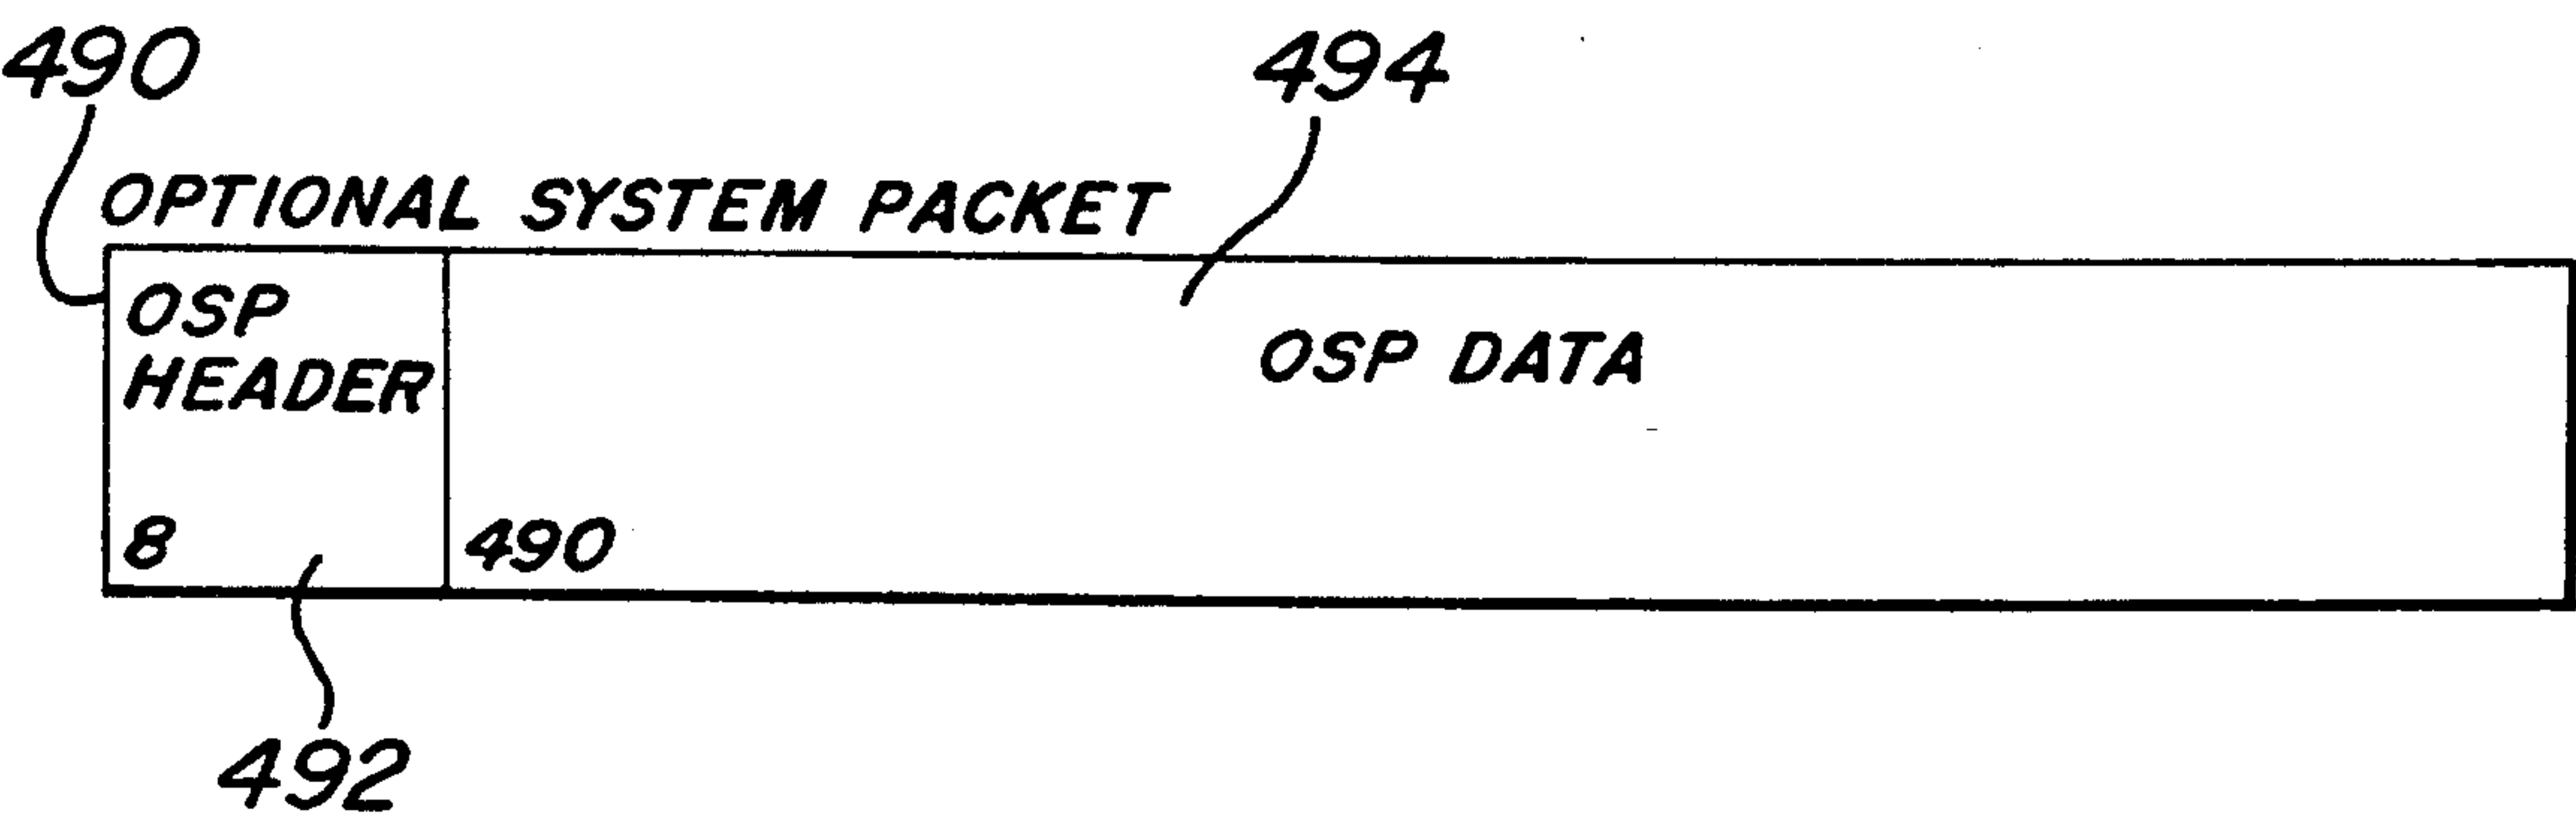 490
494
OPTIONAL SYSTEM PACKET
OSP
HEADER
OSP DATA
8
490
492